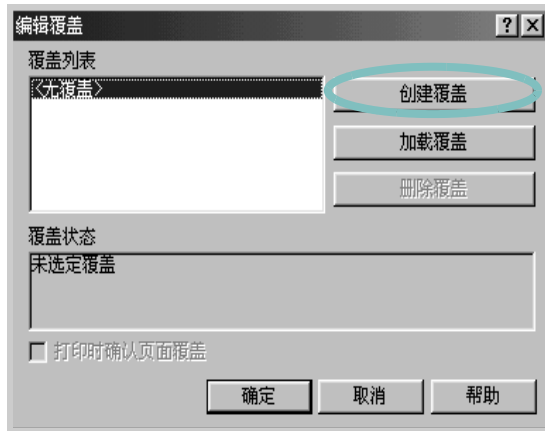 编辑覆盖
覆盖列表
<无覆盖>
创建覆盖
加载覆盖
删除覆盖
覆盖状态
未选定覆盖
打印时确认页面覆盖
确定 取消 帮助